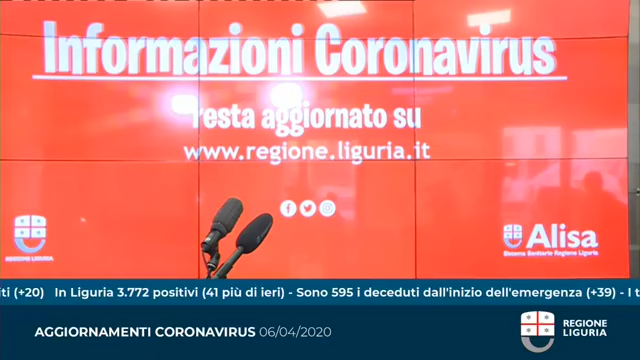 Informazioni Coronavirus
resta aggiornato su
www.regione.liguria.it
REGIONE LIGURIA
Alisa
Sistema Sanitario Regione Liguria
ti (+20) In Liguria 3.772 positivi (41 più di ieri) - Sono 595 i deceduti dall'inizio dell'emergenza (+39) - I t
AGGIORNAMENTI CORONAVIRUS 06/04/2020
REGIONE
LIGURIA